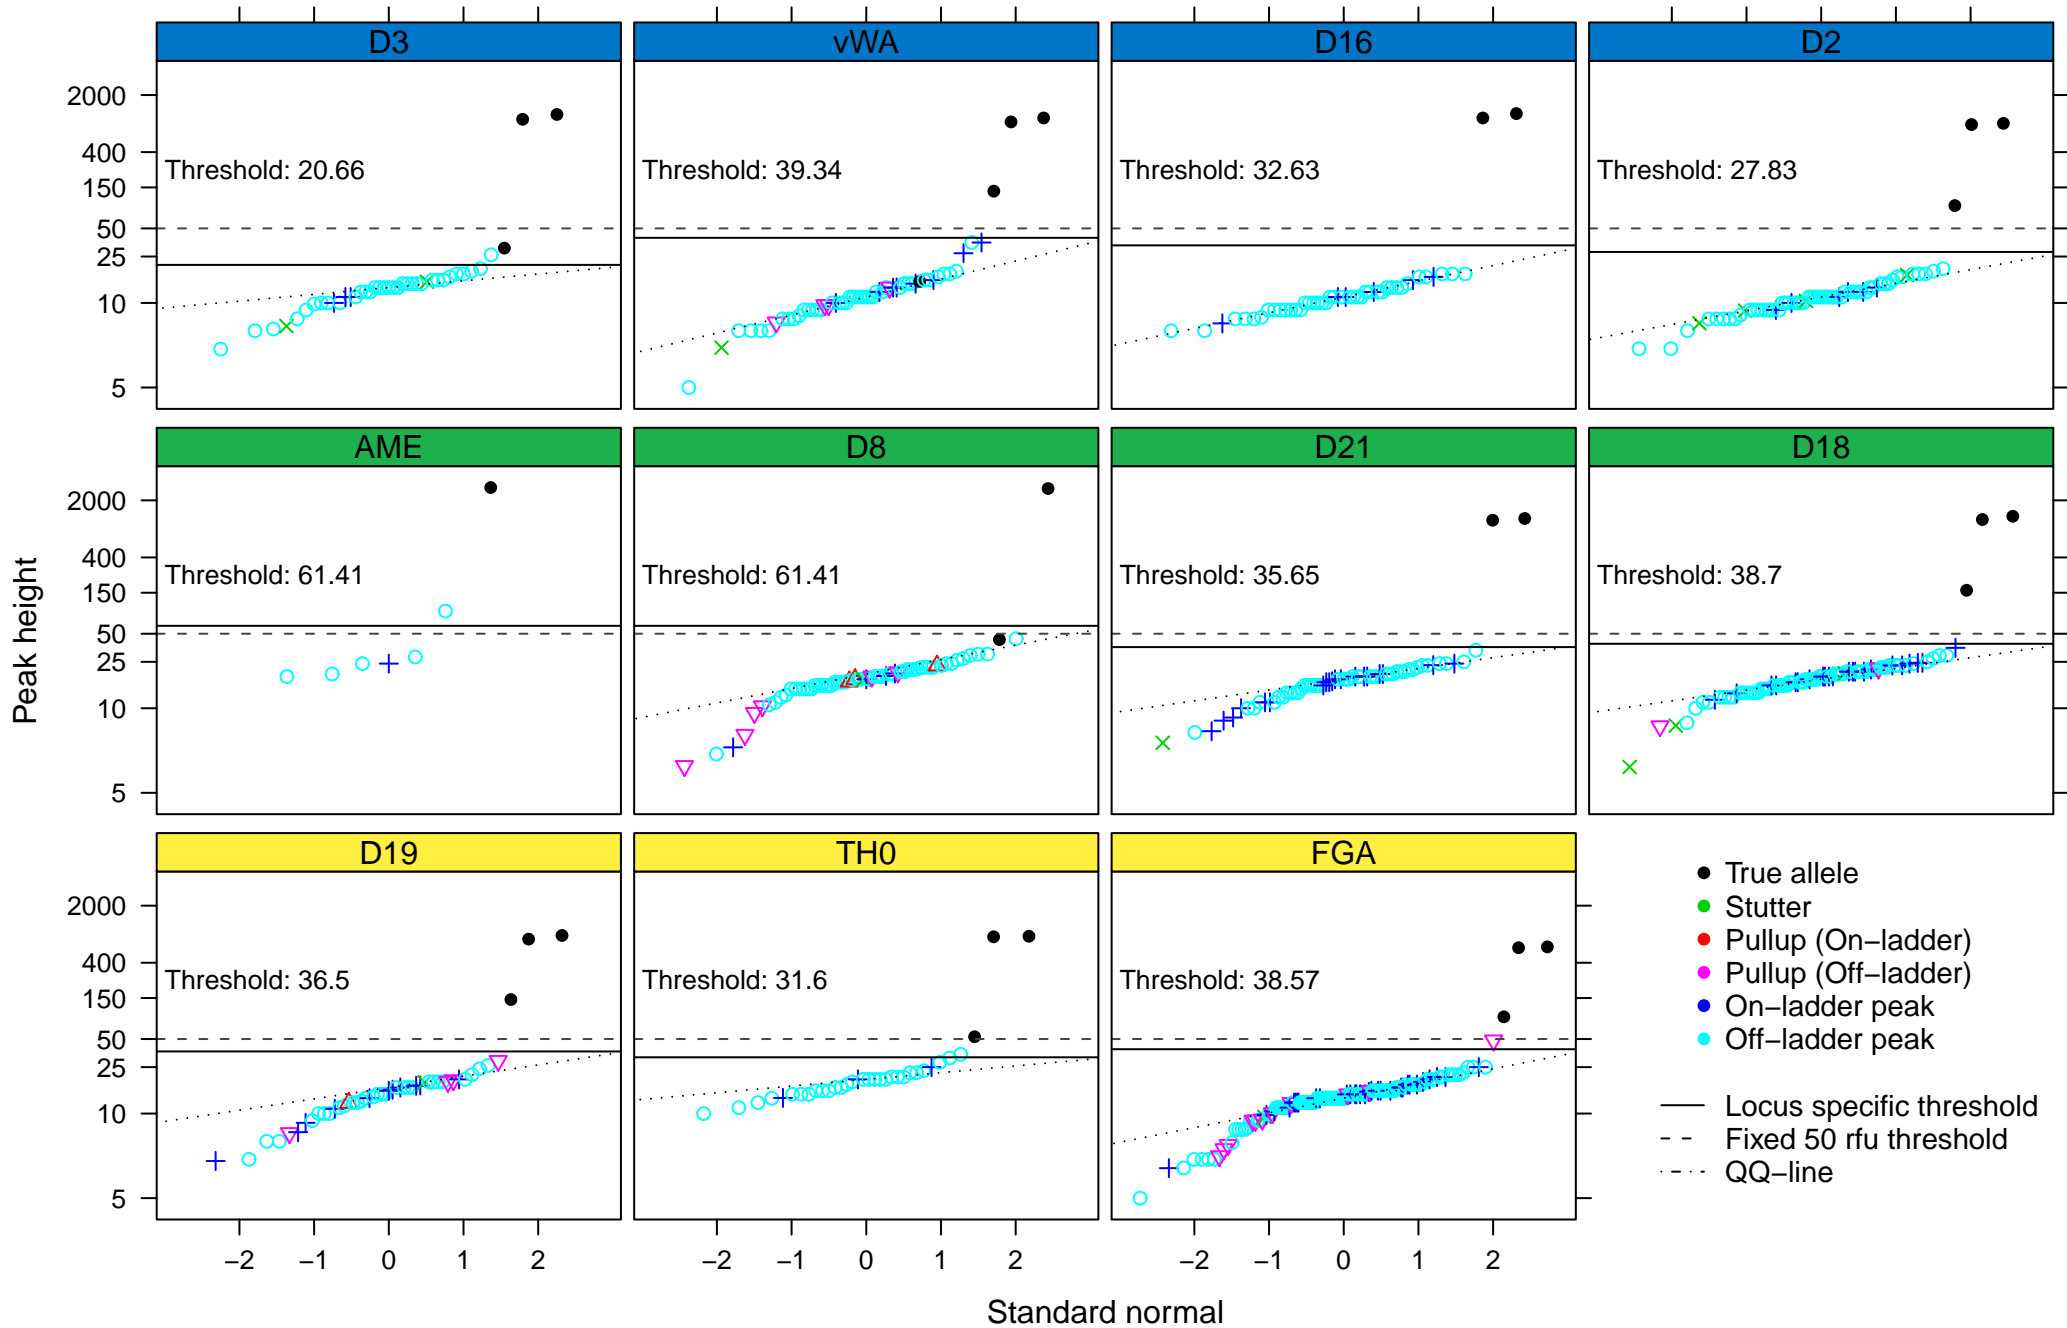 D3
vWA
D16
D2
2000
400
150
50
25
10
5
Threshold: 20.66
Threshold: 39.34
Threshold: 32.63
Threshold: 27.83
AME
D8
D21
D18
2000
400
150
50
25
10
5
Threshold: 61.41
Threshold: 61.41
Threshold: 35.65
Threshold: 38.7
Peak height
D19
TH0
FGA
2000
400
150
50
25
10
5
Threshold: 36.5
Threshold: 31.6
Threshold: 38.57
True allele
Stutter
Pullup (On−ladder)
Pullup (Off−ladder)
On−ladder peak
Off−ladder peak
Locus specific threshold
Fixed 50 rfu threshold
QQ−line
−2 −1 0 1 2
−2 −1 0 1 2
−2 −1 0 1 2
Standard normal